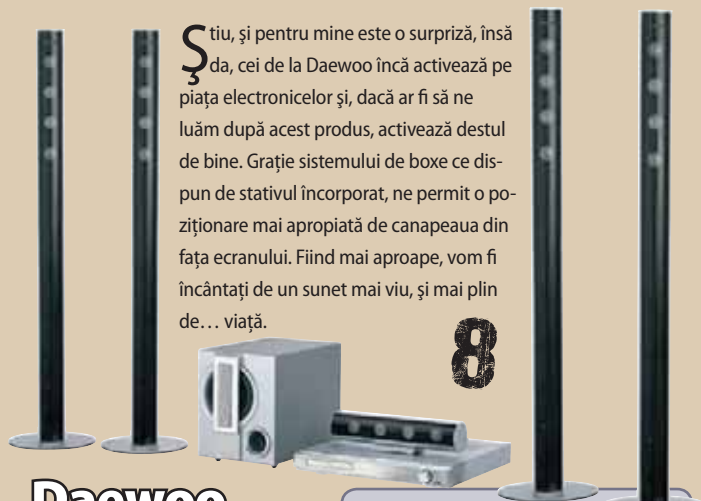 Ştiu, şi pentru mine este o surpriză, însă
da, cei de la Daewoo încă activează pe
piaţa electronicelor şi, dacă ar fi să ne
luăm după acest produs, activează destul
de bine. Graţie sistemului de boxe ce dis-
pun de stativul încorporat, ne permit o po-
ziţionare mai apropiată de canapeaua din
faţa ecranului. Fiind mai aproape, vom fi
încântaţi de un sunet mai viu, şi mai plin
de… viaţă.
8
Daewoo